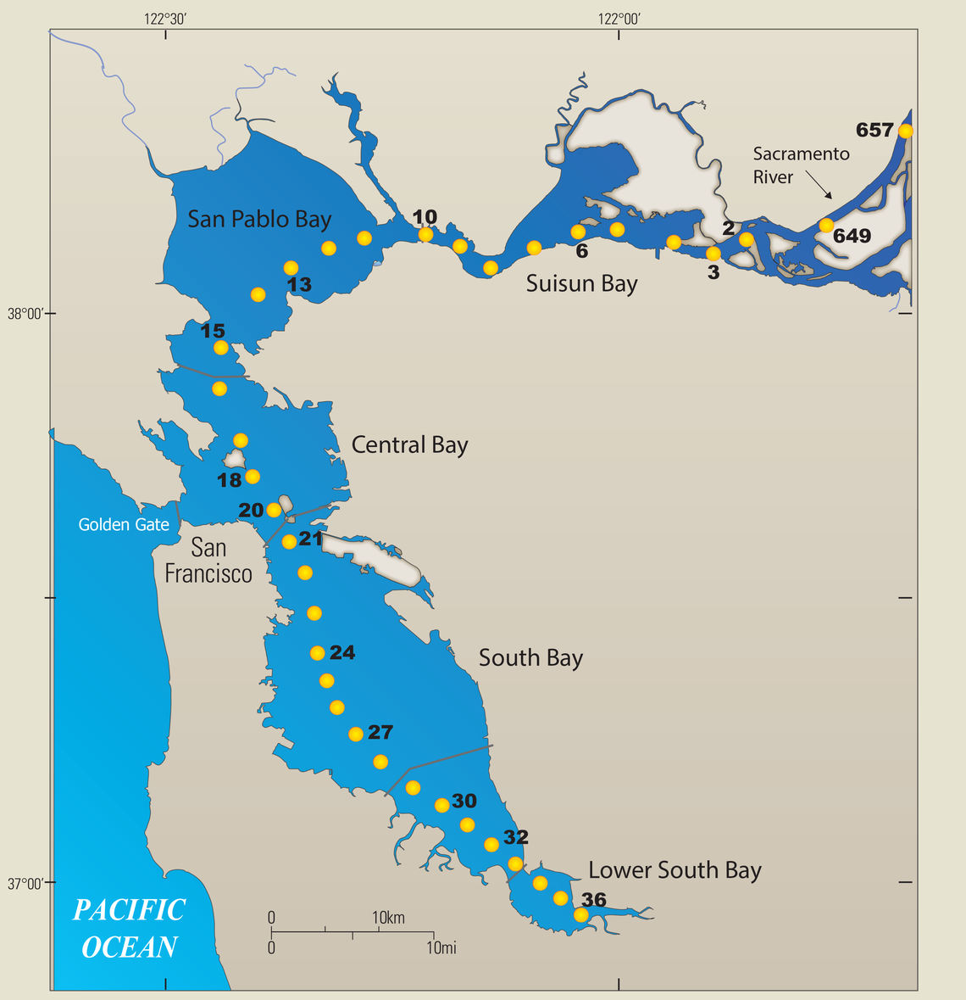 122°30′
122°00′
657
Sacramento
River
San Pablo Bay
10
2
649
6
3
13
Suisun Bay
38°00′
15
Central Bay
18
20
Golden Gate
21
San
Francisco
24
South Bay
27
30
32
Lower South Bay
37°00′
36
PACIFIC
OCEAN
0
10km
0
10mi